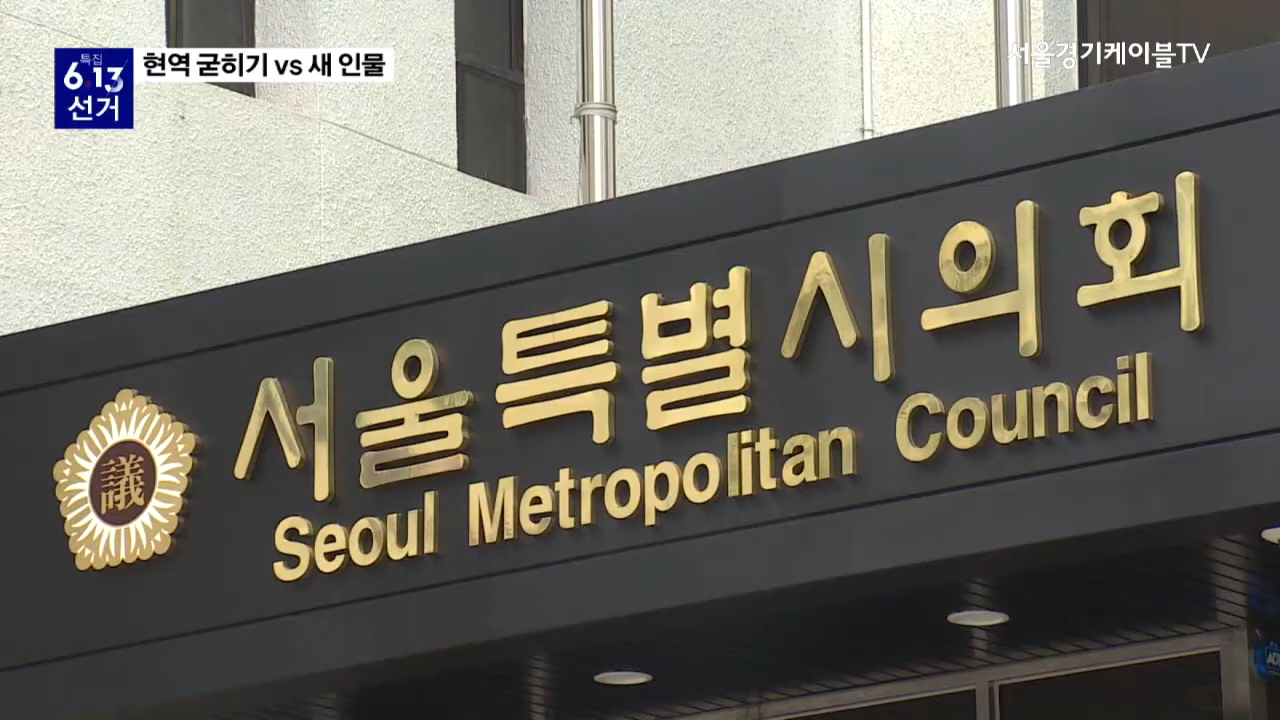 특집
6.13
선거
현역 굳히기 vs 새 인물
서울경기케이블TV
서울특별시의회
議
Seoul Metropolitan Council